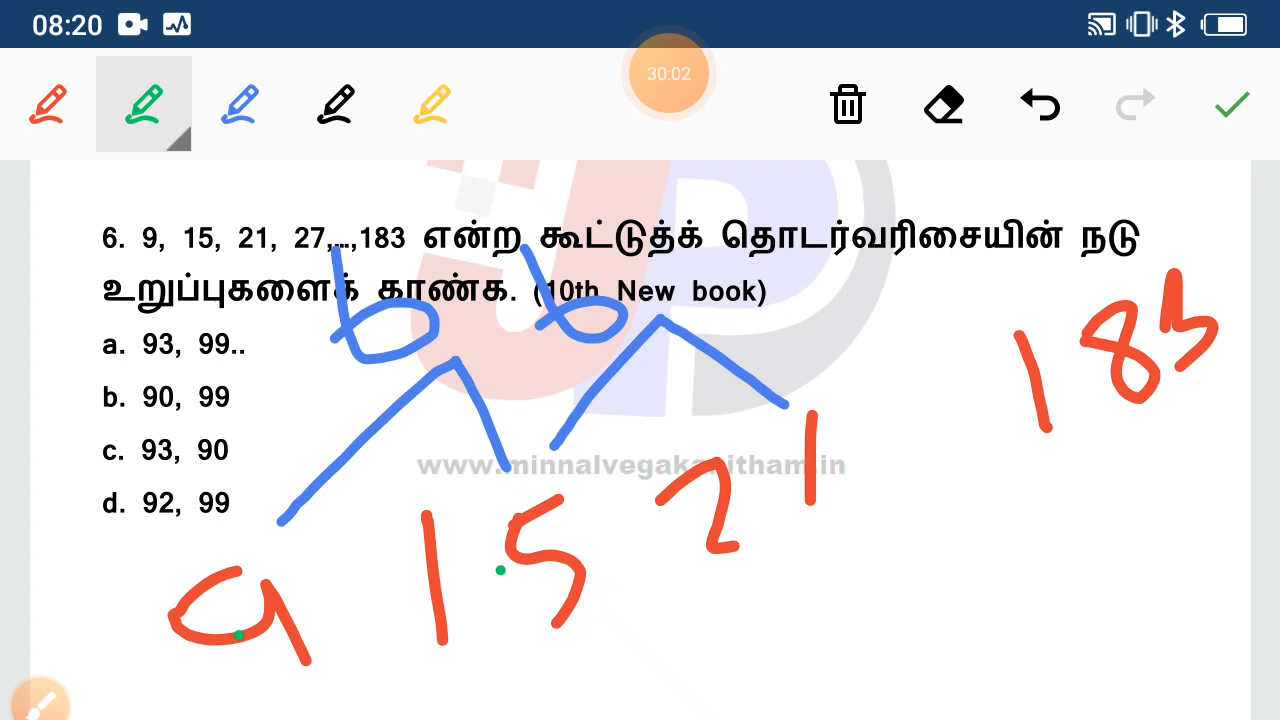 08:20
30:02
6. 9, 15, 21, 27,...,183 என்ற கூட்டுத்க் தொடர்வரிசையின் நடு
உறுப்புகளைக் காண்க. (10th New book)
a. 93, 99..
b. 90, 99
c. 93, 90
d. 92, 99
www.minnalvegakanitham.in
6 6
183
9 15 21